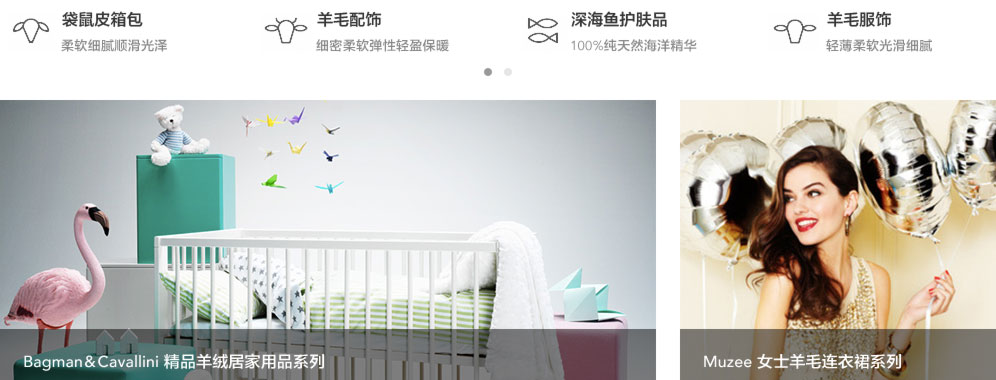 袋鼠皮箱包
柔软细腻顺滑光泽
羊毛配饰
细密柔软弹性轻盈保暖
深海鱼护肤品
100%纯天然海洋精华
羊毛服饰
轻薄柔软光滑细腻
Bagman&Cavallini 精品羊绒居家用品系列
Muzee 女士羊毛连衣裙系列